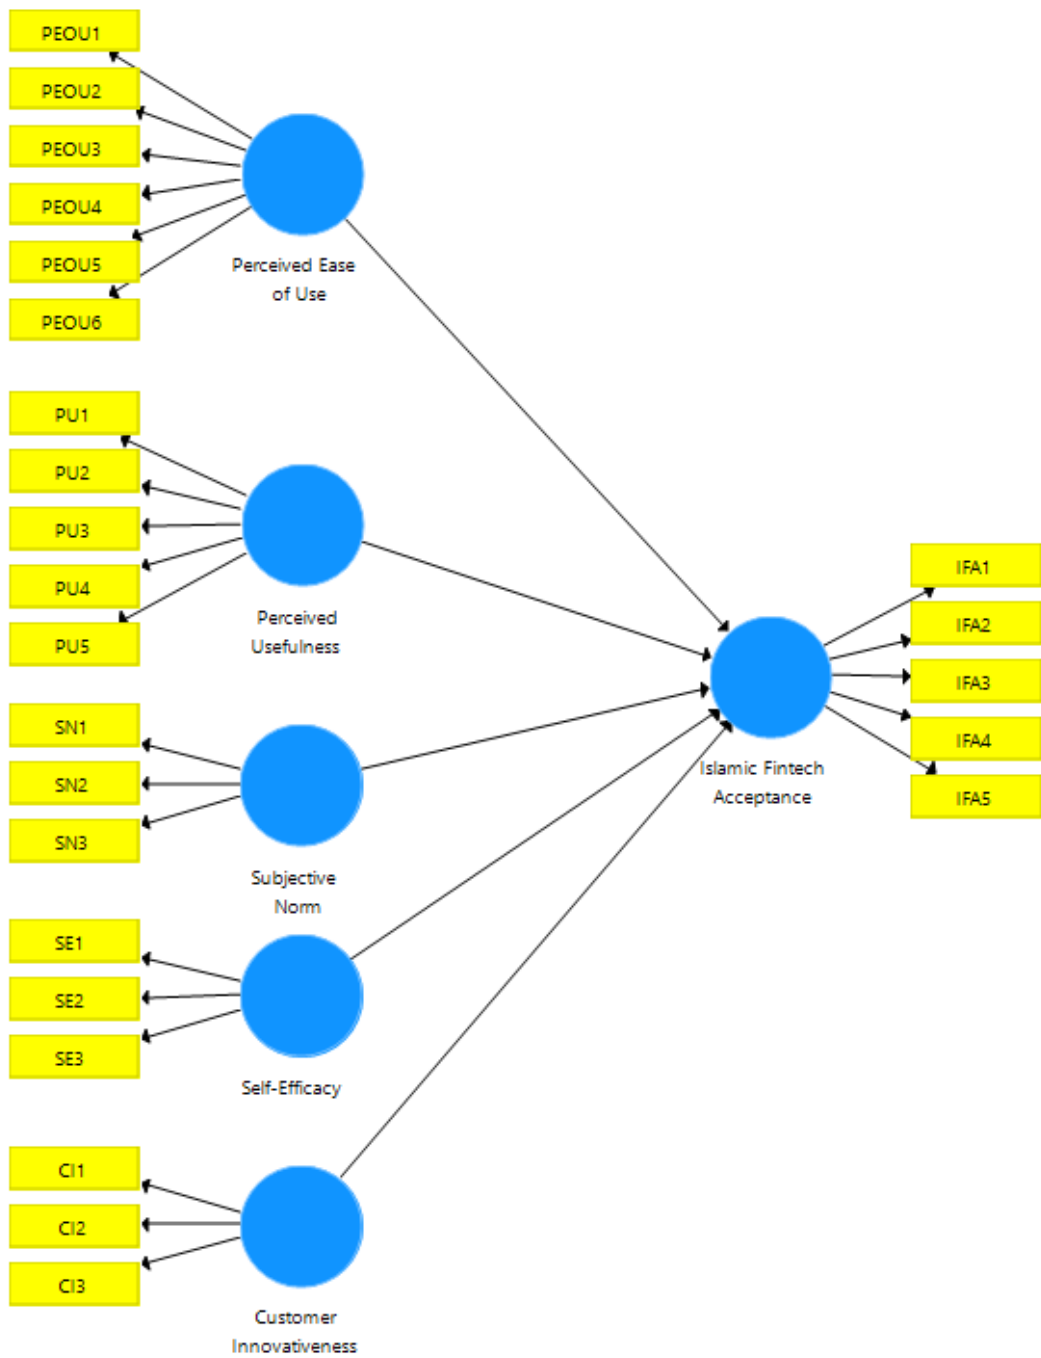 PEOU1
PEOU2
PEOU3
PEOU4
PEOU5
PEOU6
Perceived Ease
of Use
PU1
PU2
PU3
PU4
PU5
Perceived
Usefulness
SN1
SN2
SN3
Subjective
Norm
SE1
SE2
SE3
Self-Efficacy
CI1
CI2
CI3
Customer
Innovativeness
Islamic Fintech
Acceptance
IFA1
IFA2
IFA3
IFA4
IFA5